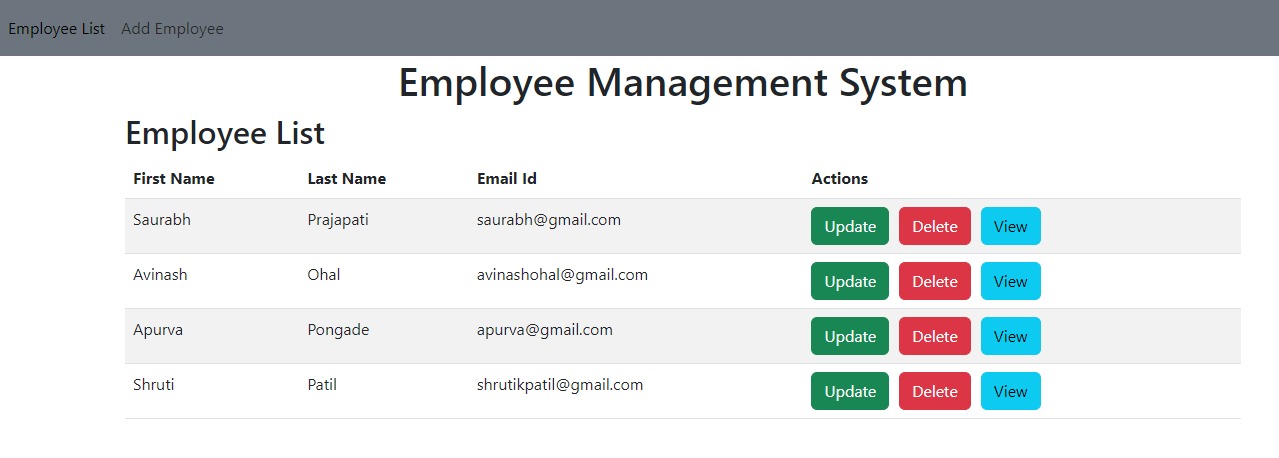 Employee List Add Employee
Employee Management System
Employee List
First Name Last Name Email Id Actions
Saurabh Prajapati saurabh@gmail.com Update Delete View
Avinash Ohal avinashohal@gmail.com Update Delete View
Apurva Pongade apurva@gmail.com Update Delete View
Shruti Patil shrutikpatil@gmail.com Update Delete View